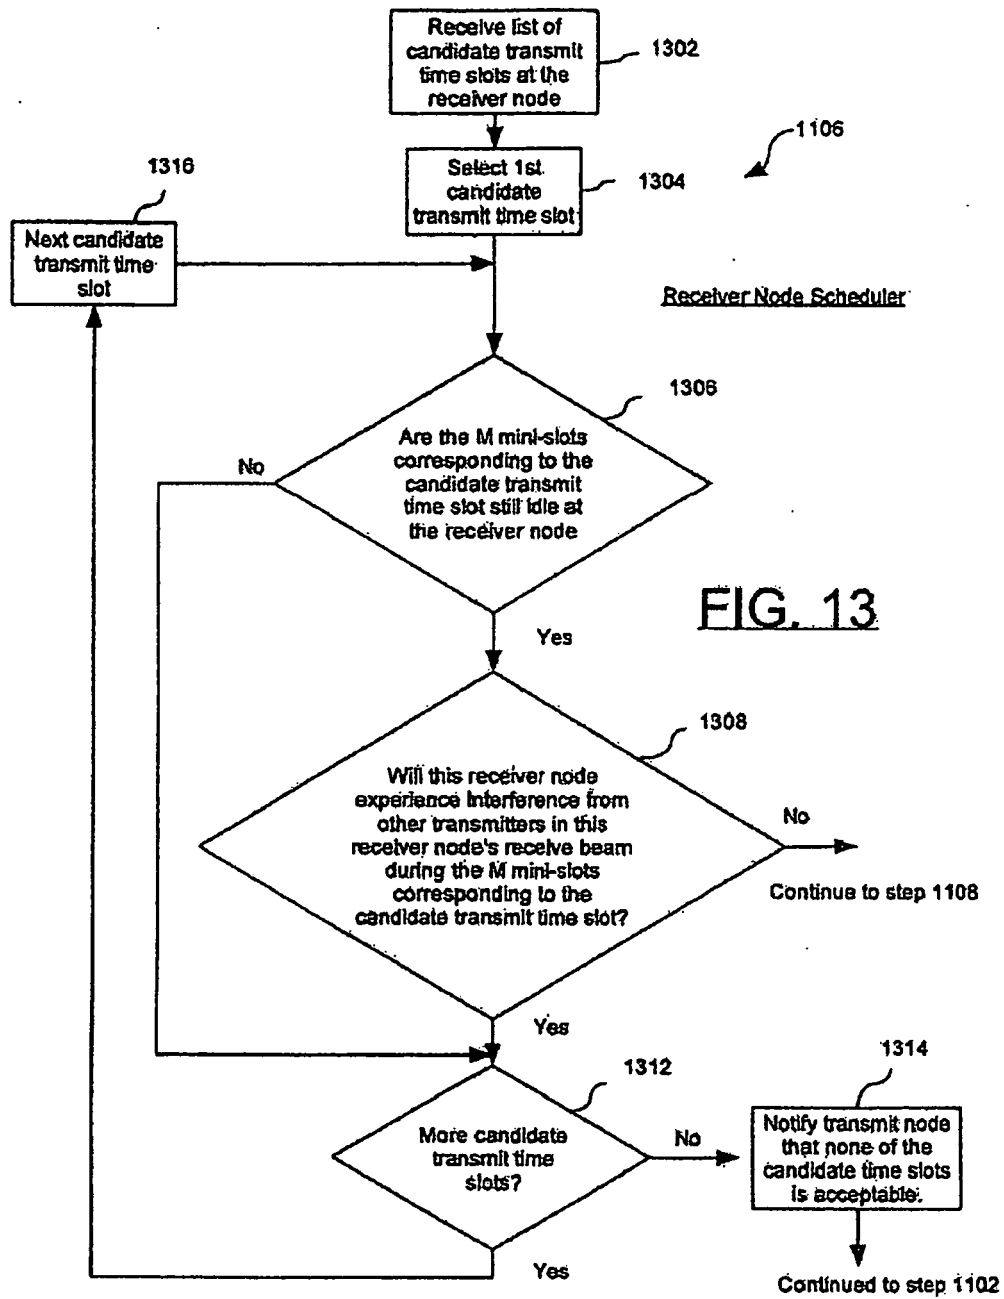 Receive list of
candidate transmit
time slots at the
receiver node
1302
1106
Select 1st
candidate
transmit time slot
1304
1316
Next candidate
transmit time
slot
Receiver Node Scheduler
1306
Are the M mini-slots
corresponding to the
candidate transmit
time slot still idle at
the receiver node
No
Yes
FIG. 13
1308
Will this receiver node
experience interference from
other transmitters in this
receiver node's receive beam
during the M mini-slots
corresponding to the
candidate transmit time slot?
No
Continue to step 1108
Yes
1312
More candidate
transmit time
slots?
No
1314
Notify transmit node
that none of the
candidate time slots
is acceptable.
Yes
Continued to step 1102